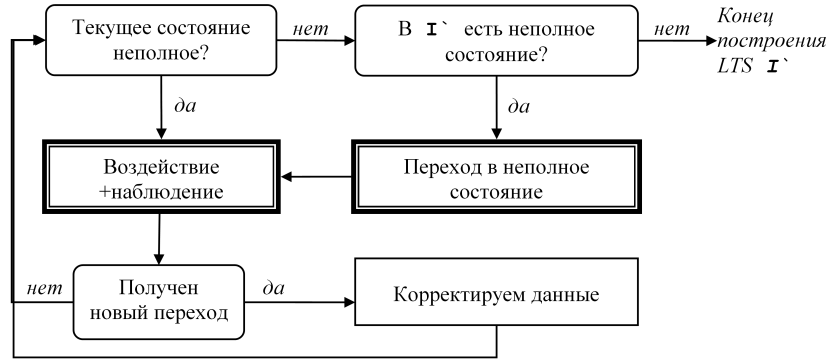 Текущее состояние
неполное?
нет
В I` есть неполное
состояние?
нет
Конец
построения
LTS I`
да
да
Воздействие
+наблюдение
Переход в неполное
состояние
нет
Получен
новый переход
да
Корректируем данные